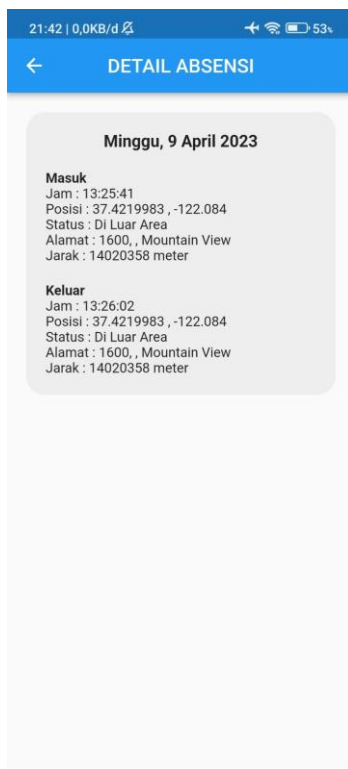 21:42 | 0,0KB/d 53%
DETAIL ABSENSI
Minggu, 9 April 2023
Masuk
Jam : 13:25:41
Posisi : 37.4219983 , -122.084
Status : Di Luar Area
Alamat : 1600, , Mountain View
Jarak : 14020358 meter
Keluar
Jam : 13:26:02
Posisi : 37.4219983 , -122.084
Status : Di Luar Area
Alamat : 1600, , Mountain View
Jarak : 14020358 meter